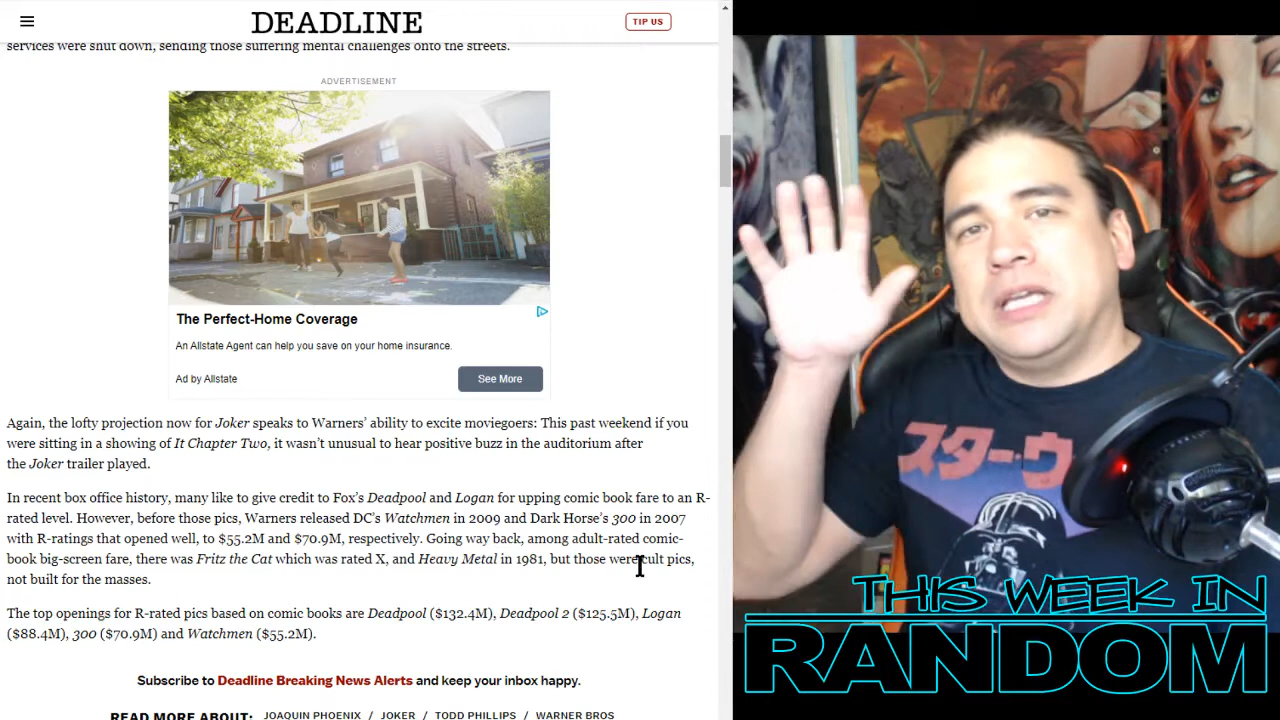 DEADLINE
TIP US
services were shut down, sending those suffering mental challenges onto the streets.
ADVERTISEMENT
The Perfect-Home Coverage
An Allstate Agent can help you save on your home insurance.
Ad by Allstate
See More
Again, the lofty projection now for Joker speaks to Warners’ ability to excite moviegoers: This past weekend if you
were sitting in a showing of It Chapter Two, it wasn’t unusual to hear positive buzz in the auditorium after
the Joker trailer played.
In recent box office history, many like to give credit to Fox’s Deadpool and Logan for upping comic book fare to an R-
rated level. However, before those pics, Warners released DC’s Watchmen in 2009 and Dark Horse’s 300 in 2007
with R-ratings that opened well, to $55.2M and $70.9M, respectively. Going way back, among adult-rated comic-
book big-screen fare, there was Fritz the Cat which was rated X, and Heavy Metal in 1981, but those were cult pics,
not built for the masses.
The top openings for R-rated pics based on comic books are Deadpool ($132.4M), Deadpool 2 ($125.5M), Logan
($88.4M), 300 ($70.9M) and Watchmen ($55.2M).
Subscribe to Deadline Breaking News Alerts and keep your inbox happy.
READ MORE ABOUT: JOAQUIN PHOENIX / JOKER / TODD PHILLIPS / WARNER BROS
スター・ウ
THIS WEEK IN
RANDOM